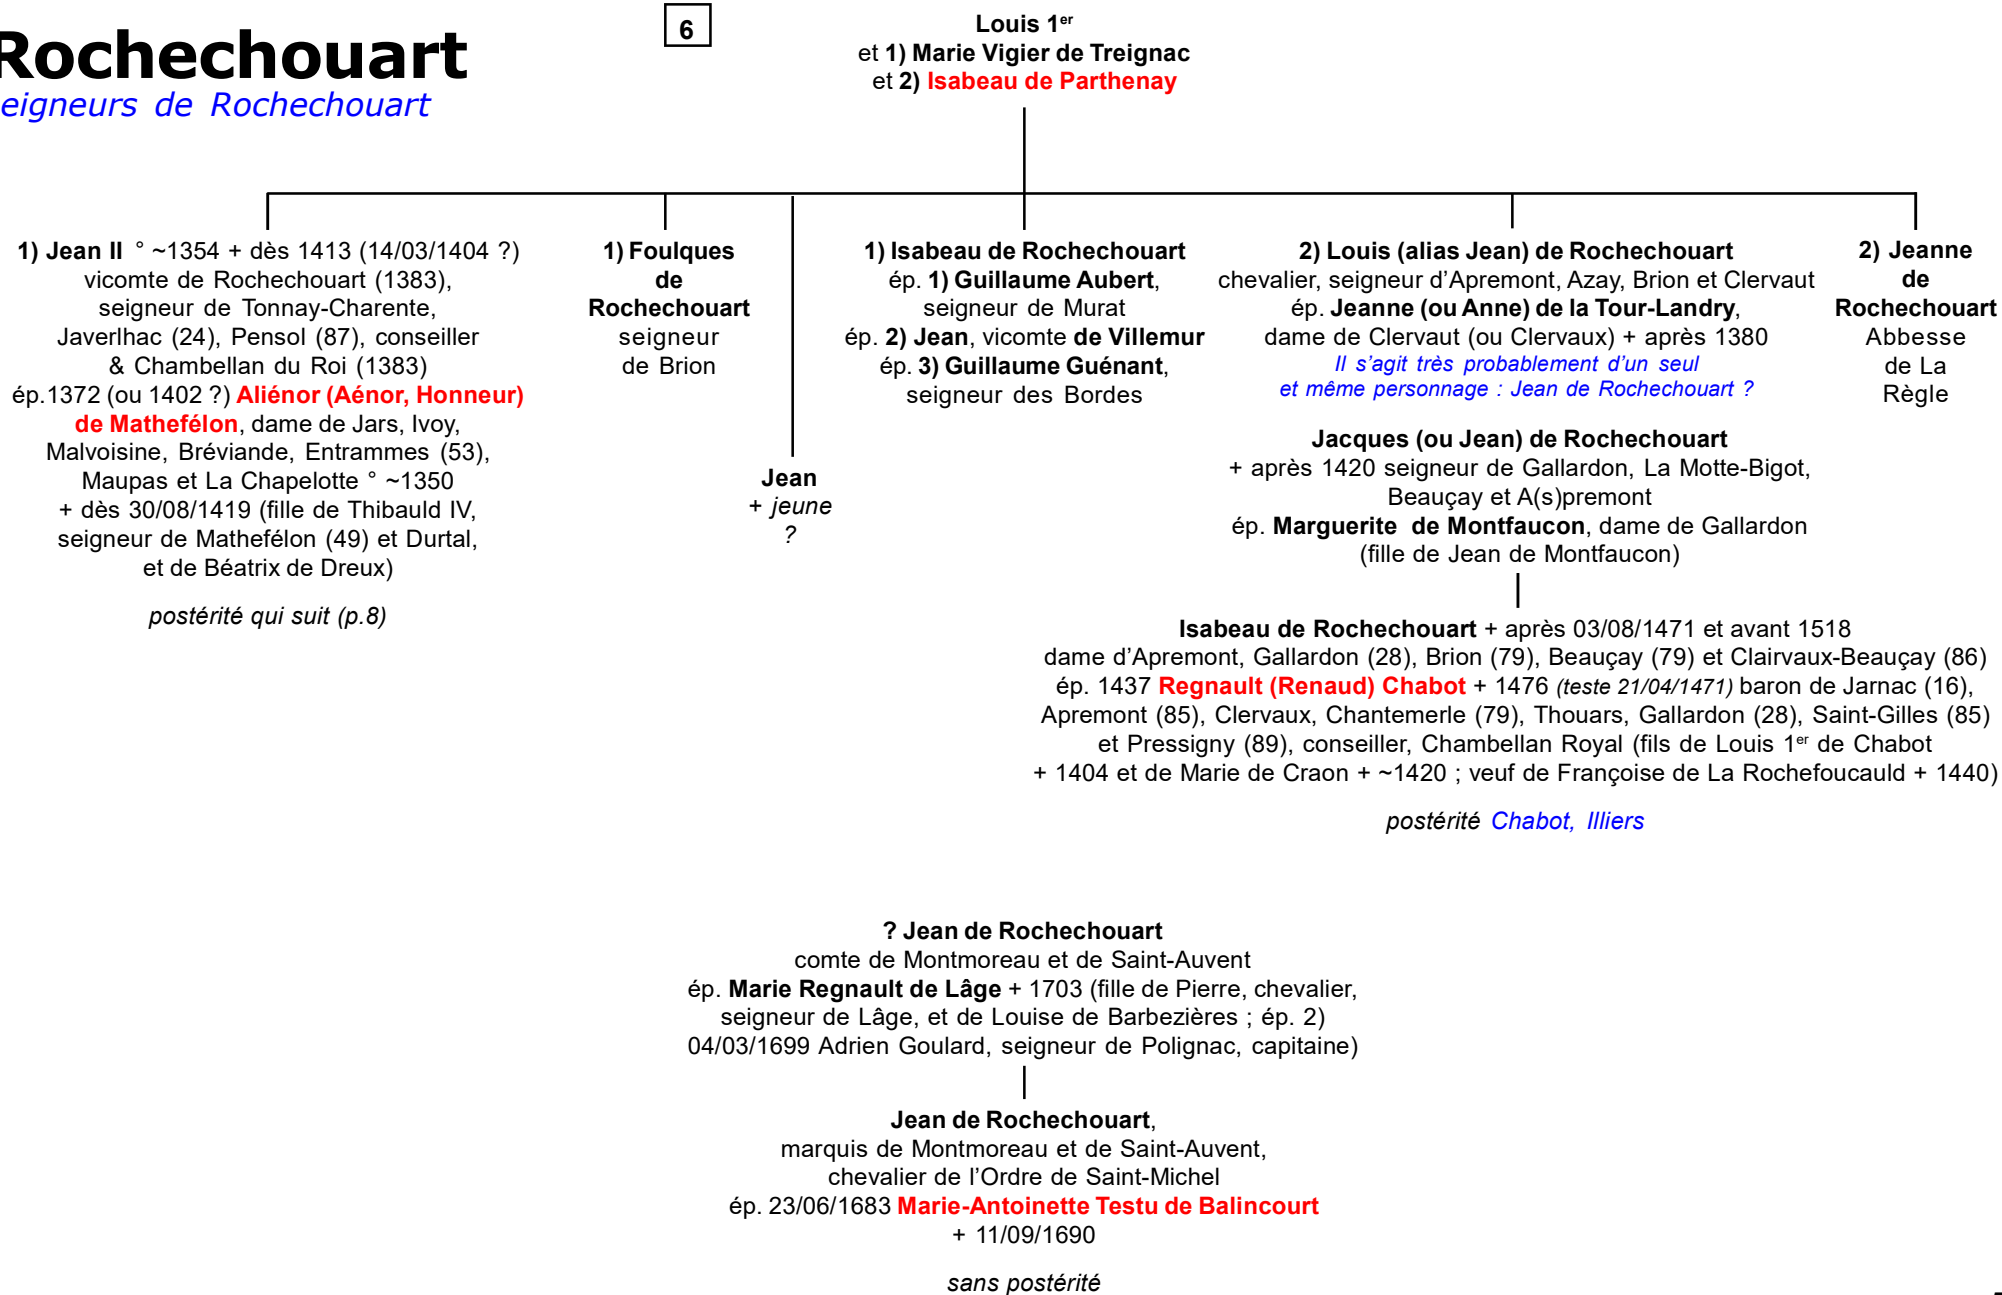 Rochechouart
eigneurs de Rochechouart
6
Louis 1er
et 1) Marie Vigier de Treignac
et 2) Isabeau de Parthenay
1) Jean II ° ~1354 + dès 1413 (14/03/1404 ?)
vicomte de Rochechouart (1383),
seigneur de Tonnay-Charente,
Javerlhac (24), Pensol (87), conseiller
& Chambellan du Roi (1383)
ép.1372 (ou 1402 ?) Aliénor (Aénor, Honneur)
de Mathefélon, dame de Jars, Ivoy,
Malvoisine, Bréviande, Entrammes (53),
Maupas et La Chapelotte ° ~1350
+ dès 30/08/1419 (fille de Thibauld IV,
seigneur de Mathefélon (49) et Durtal,
et de Béatrix de Dreux)
postérité qui suit (p.8)
1) Foulques
de
Rochechouart
seigneur
de Brion
Jean
+ jeune
?
1) Isabeau de Rochechouart
ép. 1) Guillaume Aubert,
seigneur de Murat
ép. 2) Jean, vicomte de Villemur
ép. 3) Guillaume Guénant,
seigneur des Bordes
2) Louis (alias Jean) de Rochechouart
chevalier, seigneur d'Apremont, Azay, Brion et Clervaut
ép. Jeanne (ou Anne) de la Tour-Landry,
dame de Clervaut (ou Clervaux) + après 1380
Il s'agit très probablement d'un seul
et même personnage : Jean de Rochechouart ?
Jacques (ou Jean) de Rochechouart
+ après 1420 seigneur de Gallardon, La Motte-Bigot,
Beauçay et A(s)premont
ép. Marguerite de Montfaucon, dame de Gallardon
(fille de Jean de Montfaucon)
Isabeau de Rochechouart + après 03/08/1471 et avant 1518
dame d'Apremont, Gallardon (28), Brion (79), Beauçay (79) et Clairvaux-Beauçay (86)
ép. 1437 Regnault (Renaud) Chabot + 1476 (teste 21/04/1471) baron de Jarnac (16),
Apremont (85), Clervaux, Chantemerle (79), Thouars, Gallardon (28), Saint-Gilles (85)
et Pressigny (89), conseiller, Chambellan Royal (fils de Louis 1er de Chabot
+ 1404 et de Marie de Craon + ~1420 ; veuf de Françoise de La Rochefoucauld + 1440)
postérité Chabot, Illiers
2) Jeanne
de
Rochechouart
Abbesse
de La
Règle
? Jean de Rochechouart
comte de Montmoreau et de Saint-Auvent
ép. Marie Regnault de Lâge + 1703 (fille de Pierre, chevalier,
seigneur de Lâge, et de Louise de Barbezières ; ép. 2)
04/03/1699 Adrien Goulard, seigneur de Polignac, capitaine)
Jean de Rochechouart,
marquis de Montmoreau et de Saint-Auvent,
chevalier de l'Ordre de Saint-Michel
ép. 23/06/1683 Marie-Antoinette Testu de Balincourt
+ 11/09/1690
sans postérité